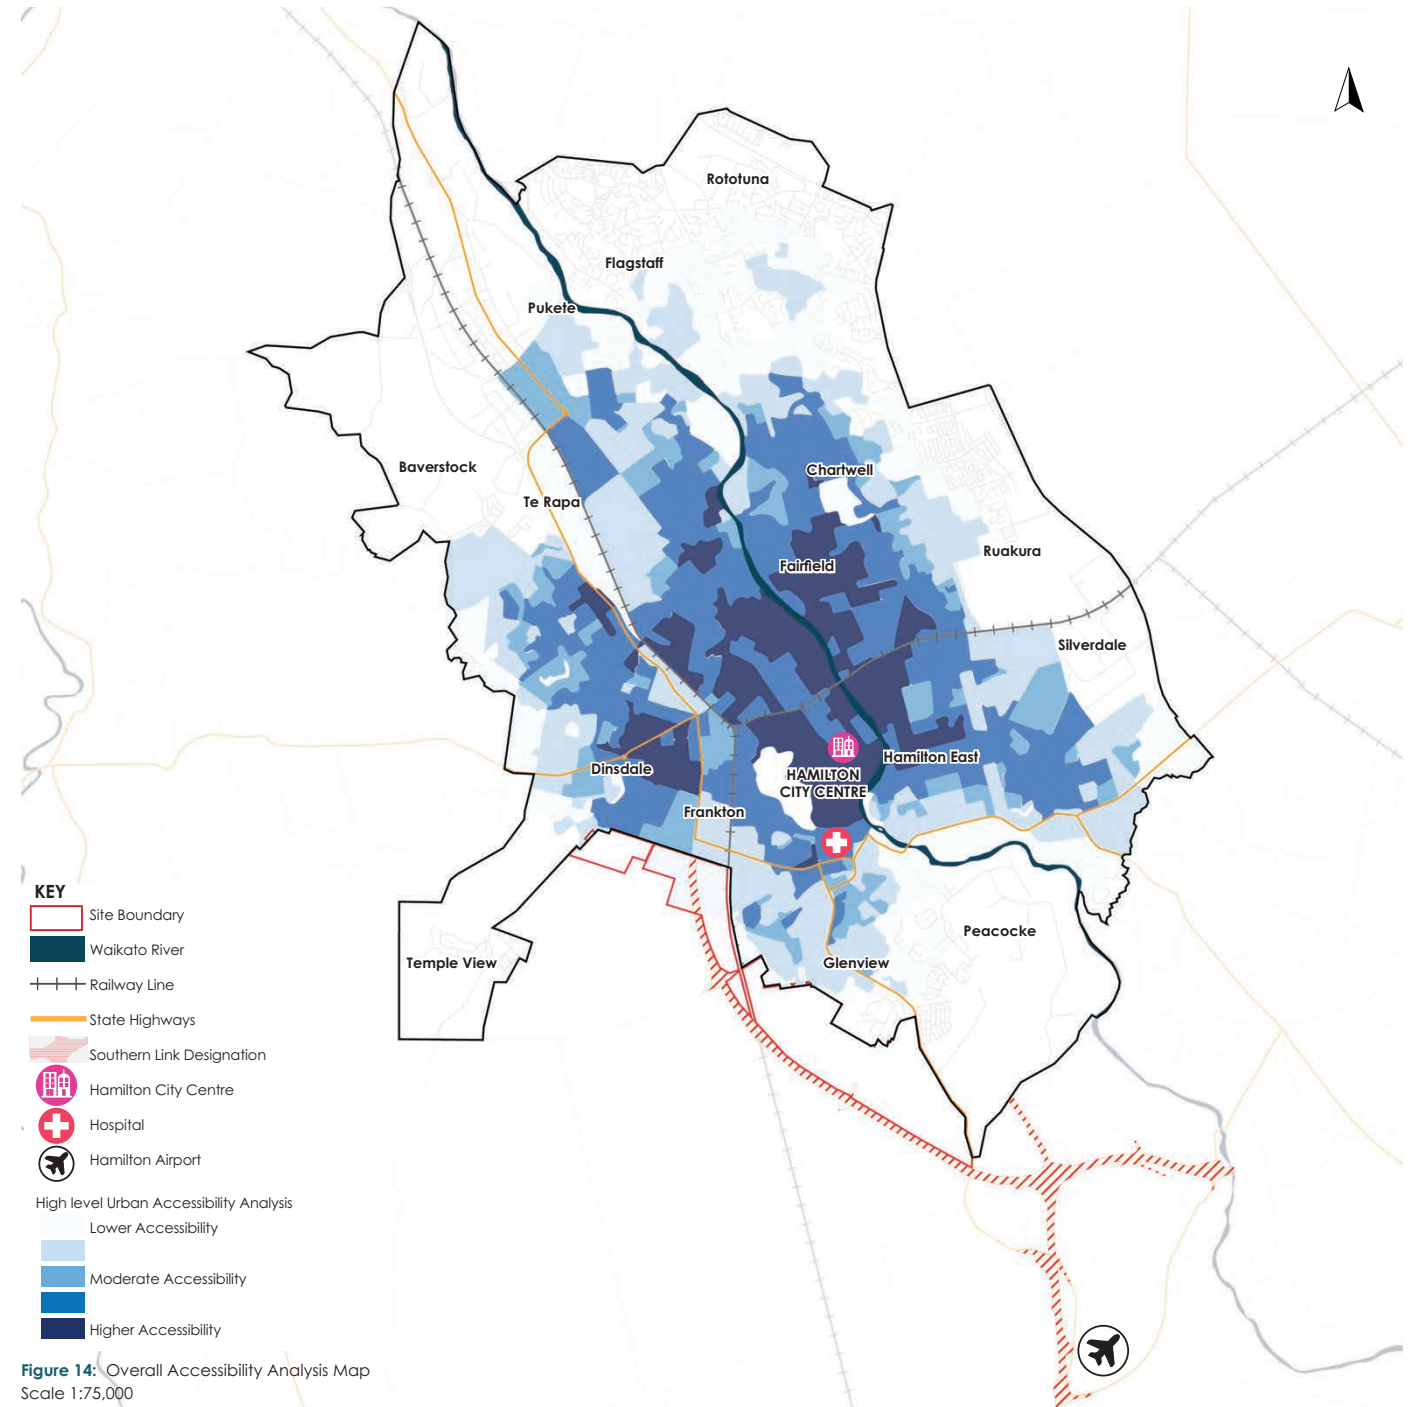 Rototuna
Flagstaff
Pukete
Baverstock
Chartwell
Te Rapa
Ruakura
Fairfield
Silverdale
Hamilton East
Dinsdale
HAMILTON
CITY CENTRE
Frankton
Peacocke
Temple View
Glenview
KEY
Site Boundary
Waikato River
Railway Line
State Highways
Southern Link Designation
Hamilton City Centre
Hospital
Hamilton Airport
High level Urban Accessibility Analysis
Lower Accessibility
Moderate Accessibility
Higher Accessibility
Figure 14: Overall Accessibility Analysis Map
Scale 1:75,000